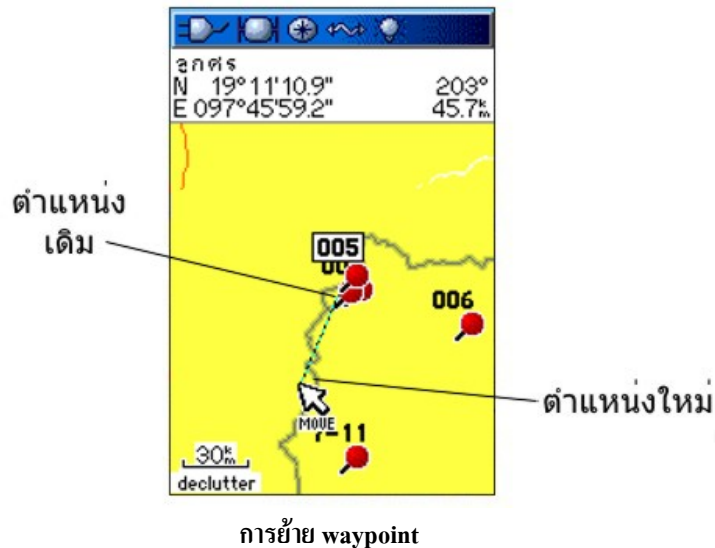 ลูกศร
N 19°11'10.9" 203°
E 097°45'59.2" 45.7km
ตำแหน่ง
เดิม
005
006
ตำแหน่งใหม่
MOVE
7-11
30km
declutter
การย้าย waypoint